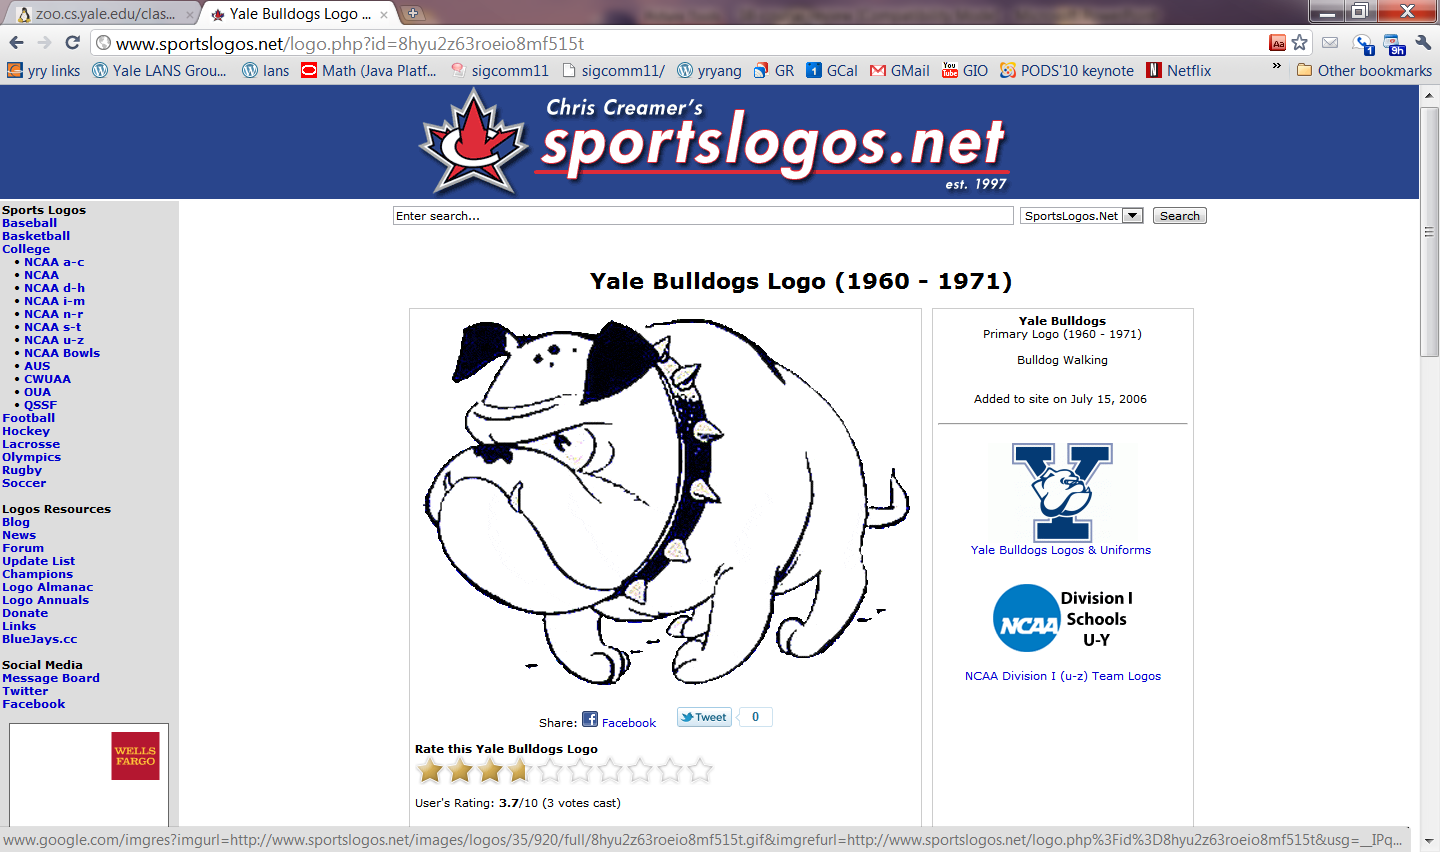 zoo.cs.yale.edu/clas...
Yale Bulldogs Logo ...
www.sportslogos.net/logo.php?id=8hyu2z63roeio8mf515t
Aa
1
9h
yry links
Yale LANS Grou...
lans
Math (Java Platf...
sigcomm11
sigcomm11/
yryang
GR
GCal
GMail
GIO
PODS'10 keynote
Netflix
»
Other bookmarks
Chris Creamer's
sportslogos.net
est. 1997
Enter search...
SportsLogos.Net
Search
Sports Logos
Baseball
Basketball
College
• NCAA a-c
• NCAA
• NCAA d-h
• NCAA i-m
• NCAA n-r
• NCAA s-t
• NCAA u-z
• NCAA Bowls
• AUS
• CWUAA
• OUA
• QSSF
Football
Hockey
Lacrosse
Olympics
Rugby
Soccer
Logos Resources
Blog
News
Forum
Update List
Champions
Logo Almanac
Logo Annuals
Donate
Links
BlueJays.cc
Social Media
Message Board
Twitter
Facebook
WELLS
FARGO
Yale Bulldogs Logo (1960 - 1971)
Share: Facebook
Tweet
0
Rate this Yale Bulldogs Logo
User's Rating: 3.7/10 (3 votes cast)
Yale Bulldogs
Primary Logo (1960 - 1971)
Bulldog Walking
Added to site on July 15, 2006
Y
Yale Bulldogs Logos & Uniforms
NCAA
Division I
Schools
U-Y
NCAA Division I (u-z) Team Logos
www.google.com/imgres?imgurl=http://www.sportslogos.net/images/logos/35/920/full/8hyu2z63roeio8mf515t.gif&imgrefurl=http://www.sportslogos.net/logo.php%3Fid%3D8hyu2z63roeio8mf515t&usg=__IPq...